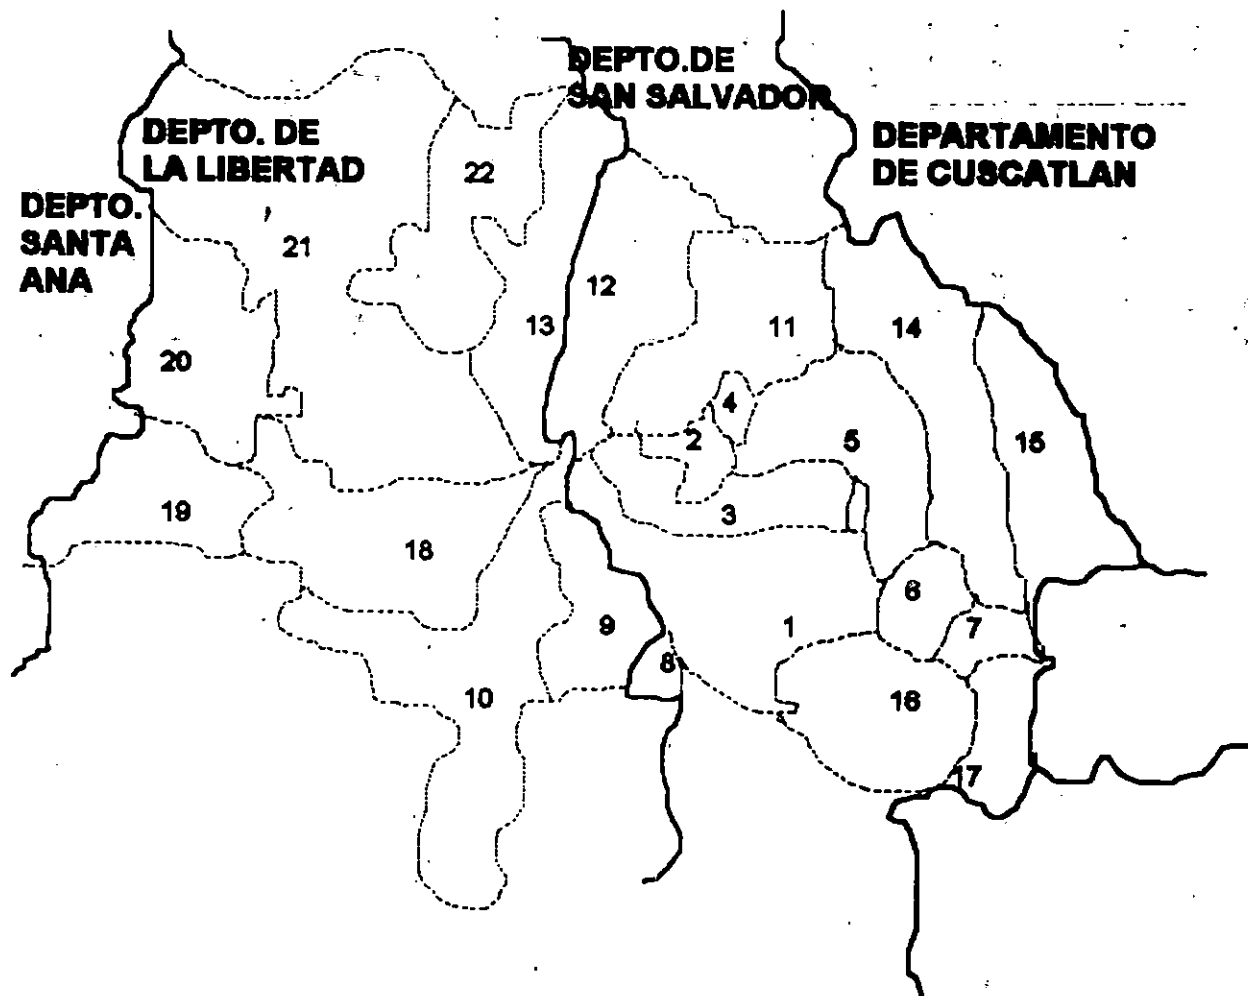 DEPTO.DE
SAN SALVADOR
DEPTO. DE
LA LIBERTAD
DEPARTAMENTO
DE CUSCATLAN
DEPTO.
SANTA
ANA
22
21
12
13
11
14
20
4
2
5
15
19
3
18
6
9
1
7
8
10
16
17